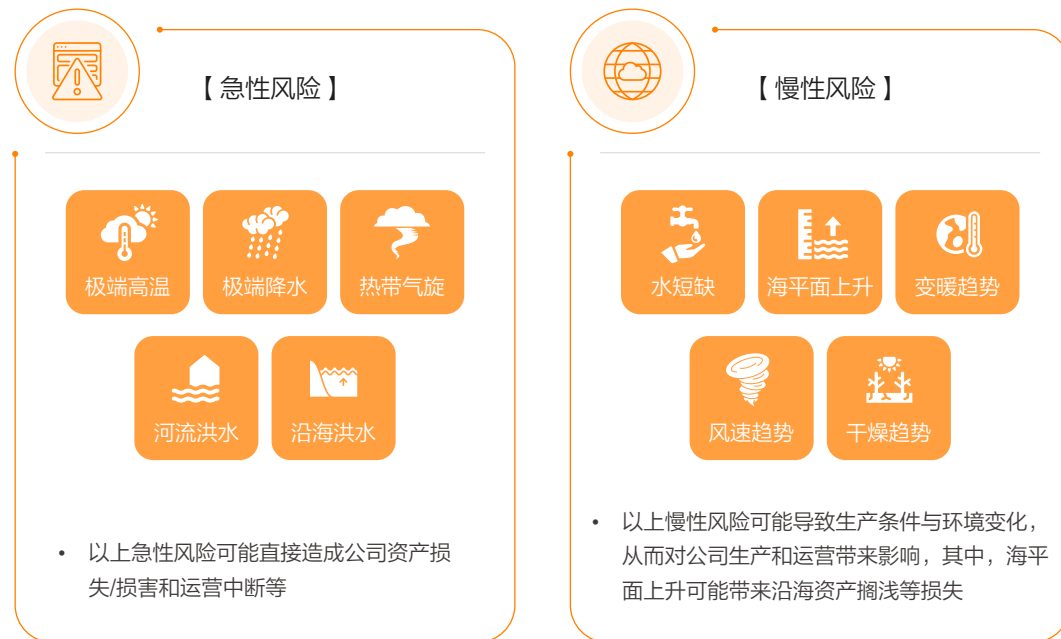 【 急性风险 】
极端高温
极端降水
热带气旋
河流洪水
沿海洪水
• 以上急性风险可能直接造成公司资产损
失/损害和运营中断等
【 慢性风险 】
水短缺
海平面上升
变暖趋势
风速趋势
干燥趋势
• 以上慢性风险可能导致生产条件与环境变化，
从而对公司生产和运营带来影响，其中，海平
面上升可能带来沿海资产搁浅等损失